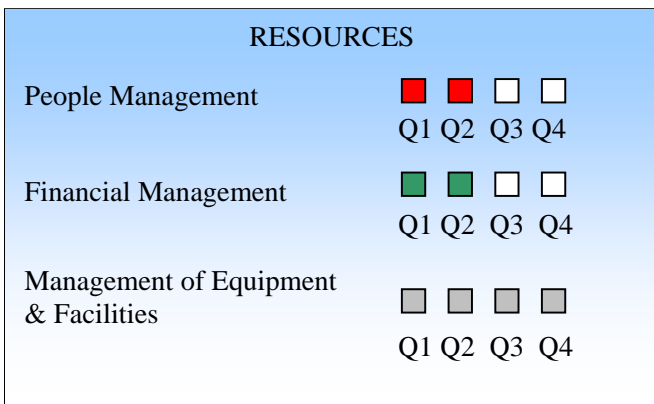 RESOURCES
People Management
Q1 Q2 Q3 Q4
Financial Management
Q1 Q2 Q3 Q4
Management of Equipment
& Facilities
Q1 Q2 Q3 Q4